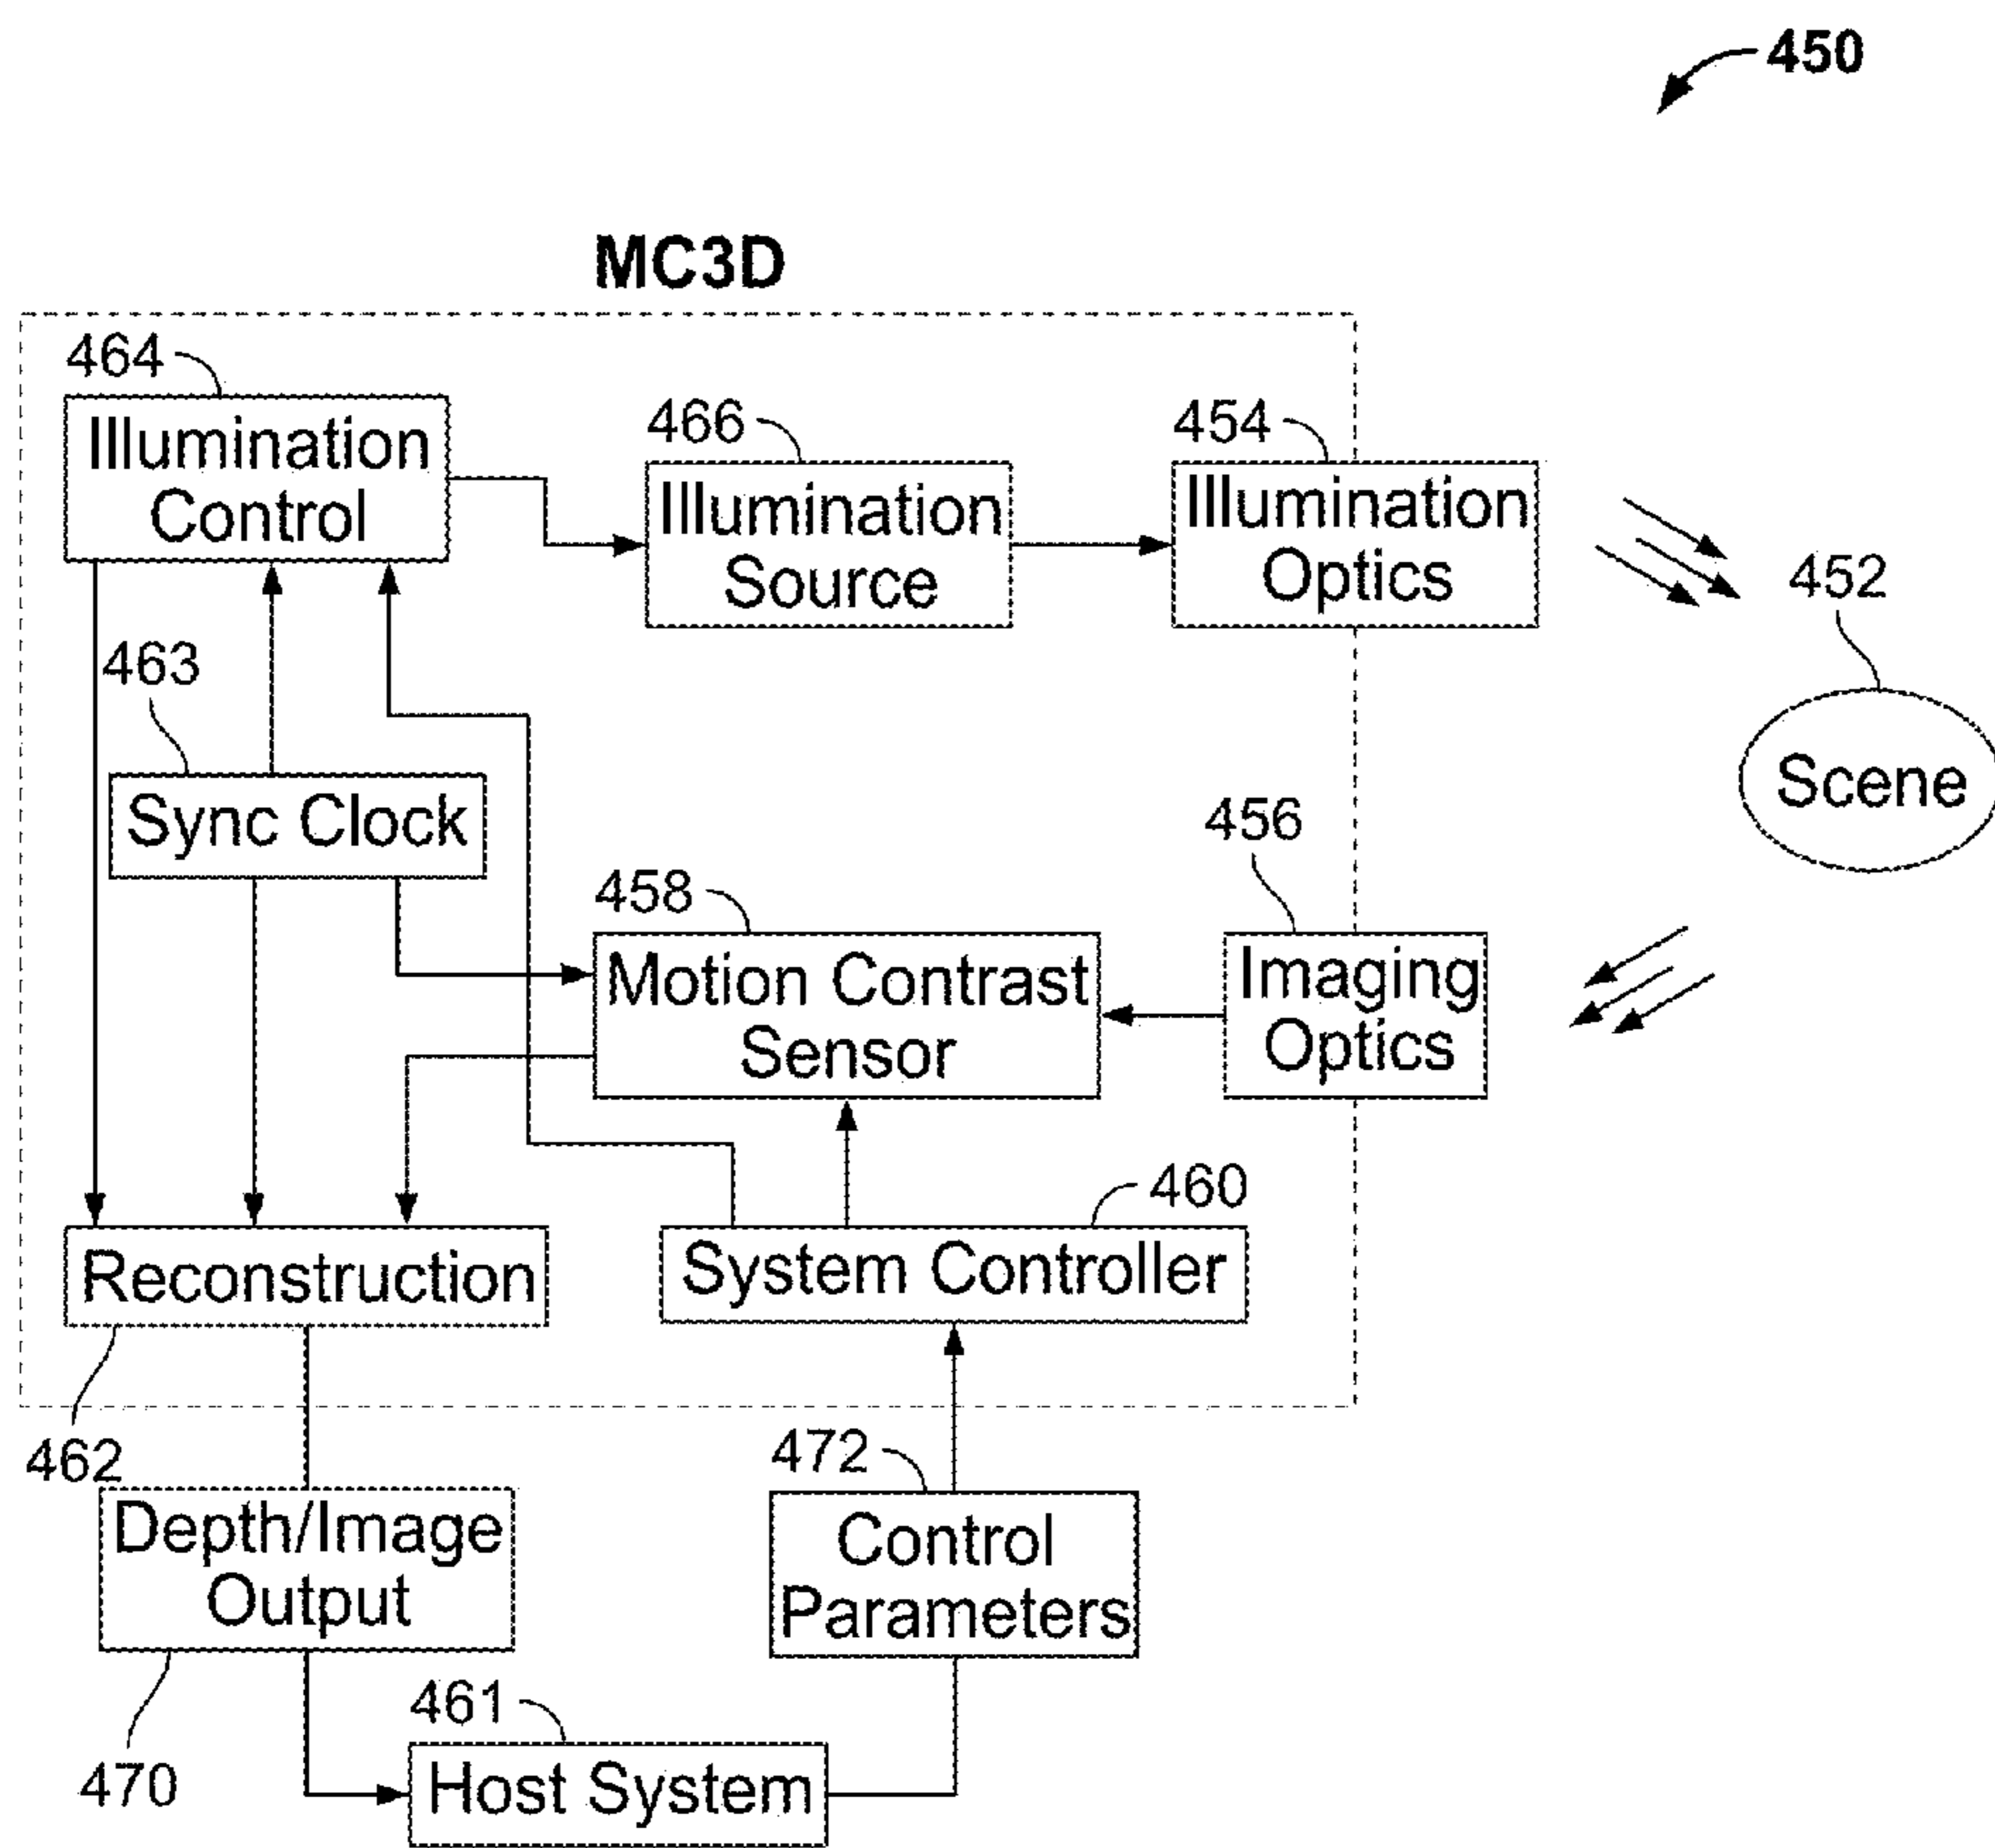 450
MC3D
464
Illumination
Control
466
Illumination
Source
454
Illumination
Optics
452
Scene
463
Sync Clock
456
Imaging
Optics
458
Motion Contrast
Sensor
460
System Controller
Reconstruction
462
472
Control
Parameters
Depth/Image
Output
470
461
Host System